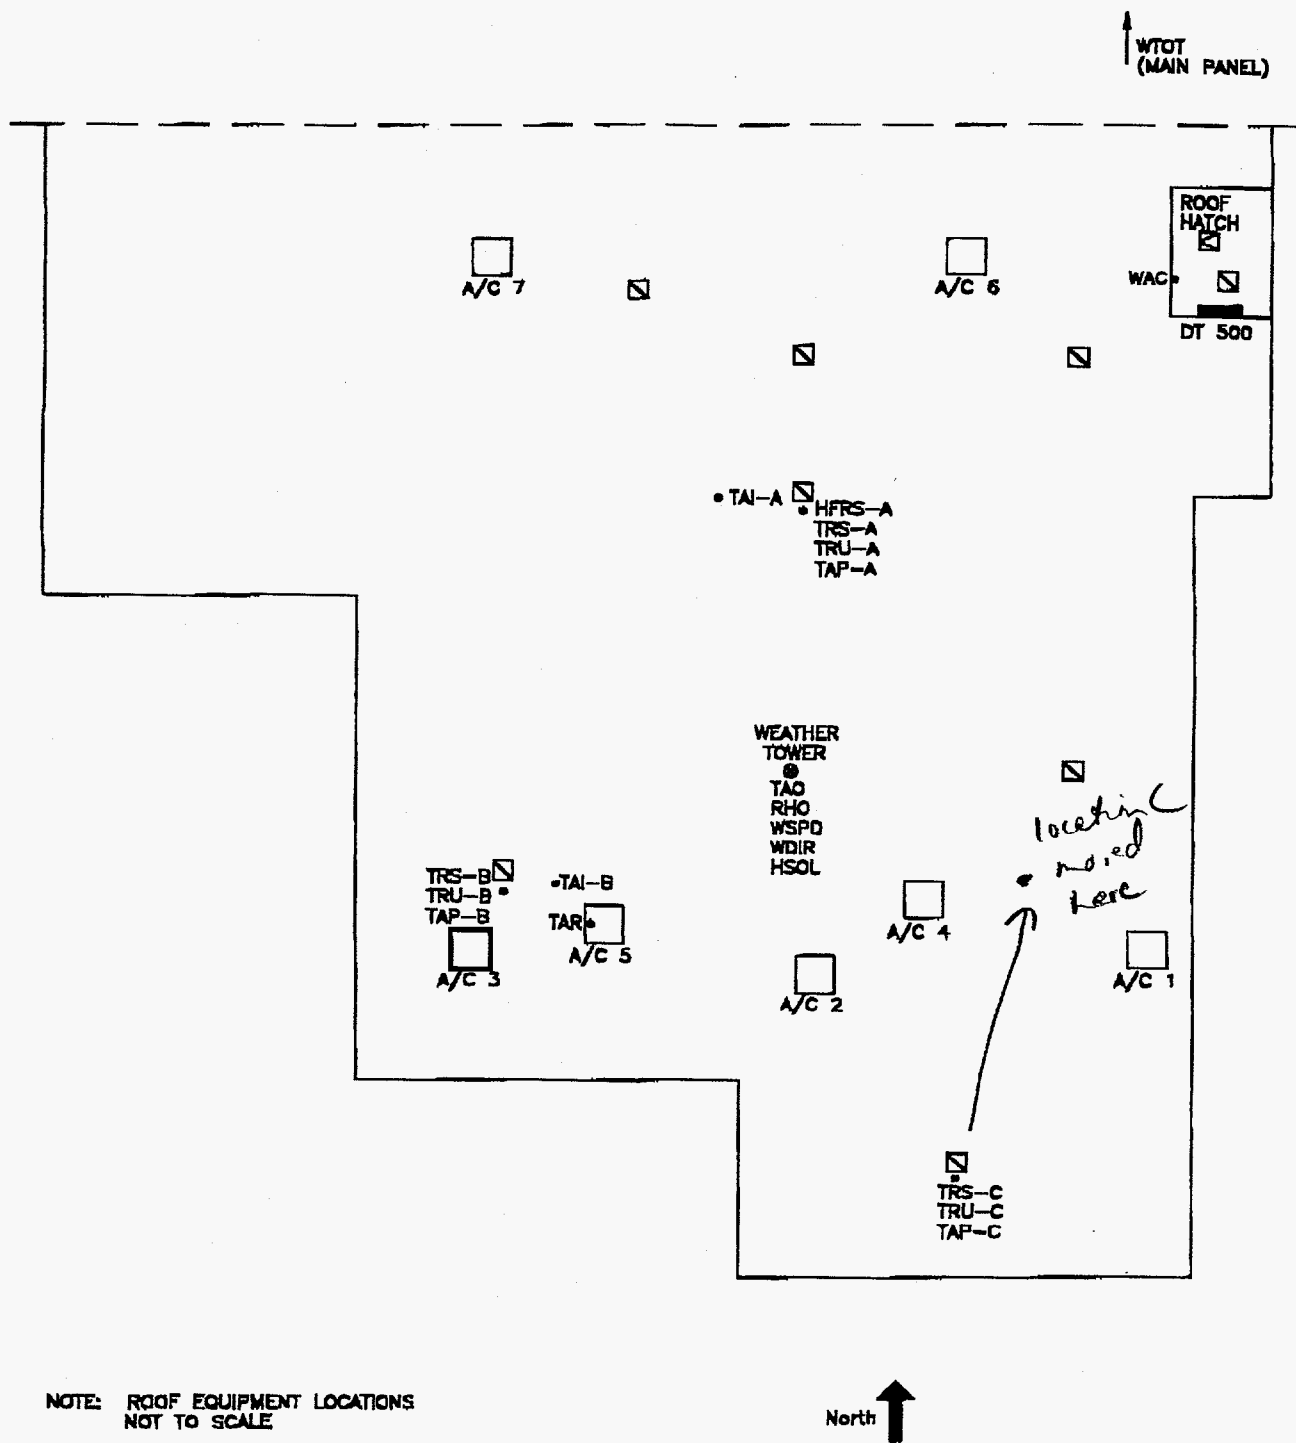 WTOT
(MAIN PANEL)
ROOF
HATCH
A/C 7
A/C 6
WAC
DT 500
TAI-A
HFRS-A
TRS-A
TRU-A
TAP-A
WEATHER
TOWER
TAO
RHO
WSPD
WDIR
HSOL
location C
moved
here
TRS-B
TRU-B
TAP-B
TAI-B
TAR
A/C 5
A/C 3
A/C 4
A/C 2
A/C 1
TRS-C
TRU-C
TAP-C
NOTE: ROOF EQUIPMENT LOCATIONS
NOT TO SCALE
North